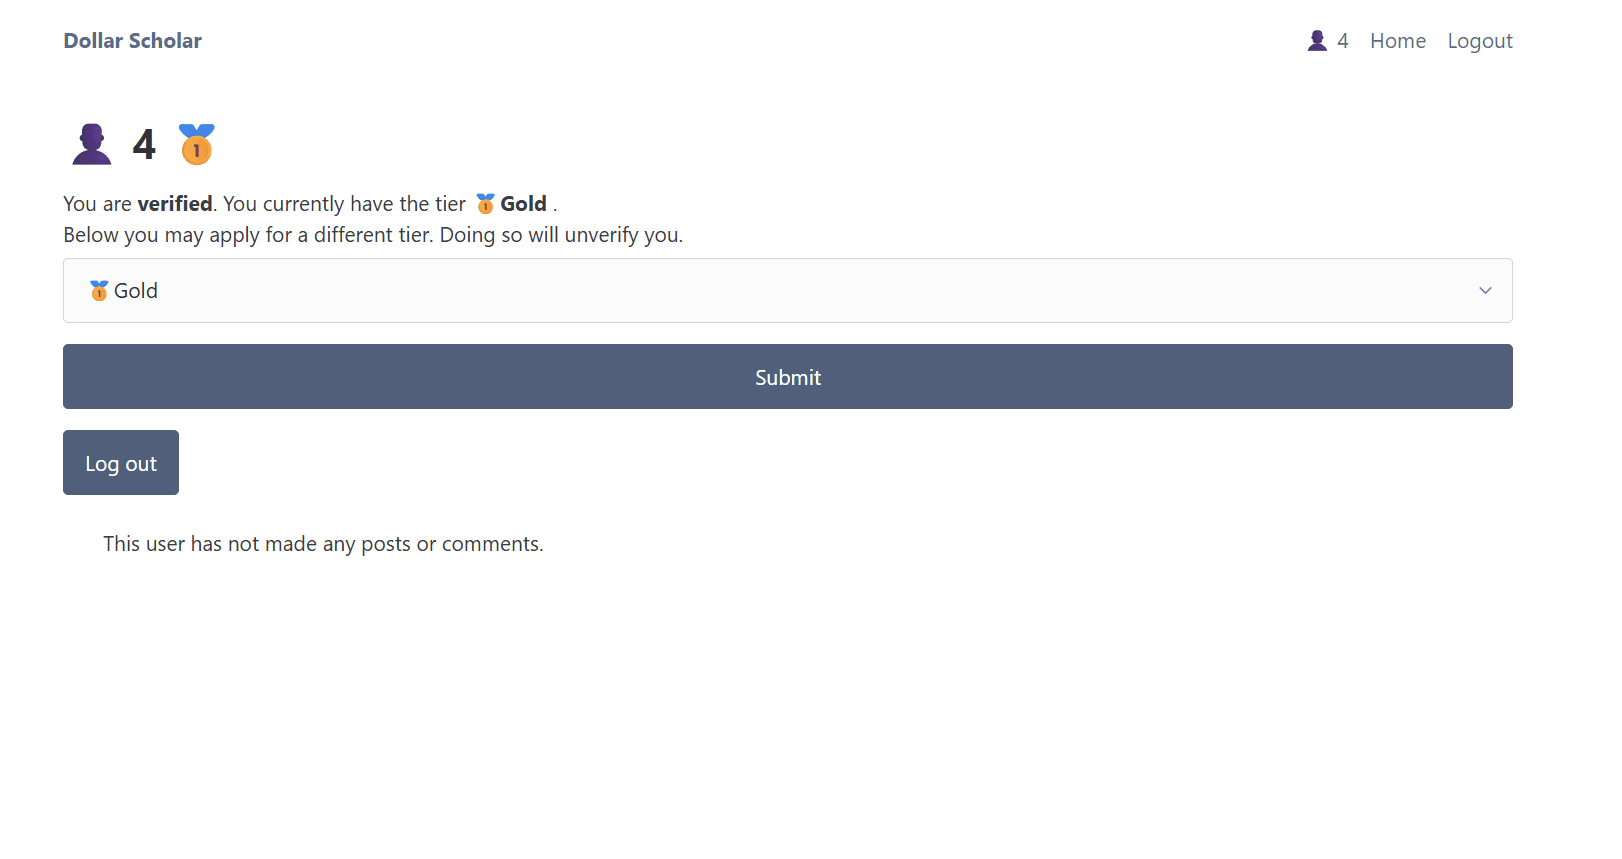 Dollar Scholar
👤 4 Home Logout
👤 4 🥇
You are verified. You currently have the tier 🥇 Gold .
Below you may apply for a different tier. Doing so will unverify you.
🥇 Gold
Submit
Log out
This user has not made any posts or comments.